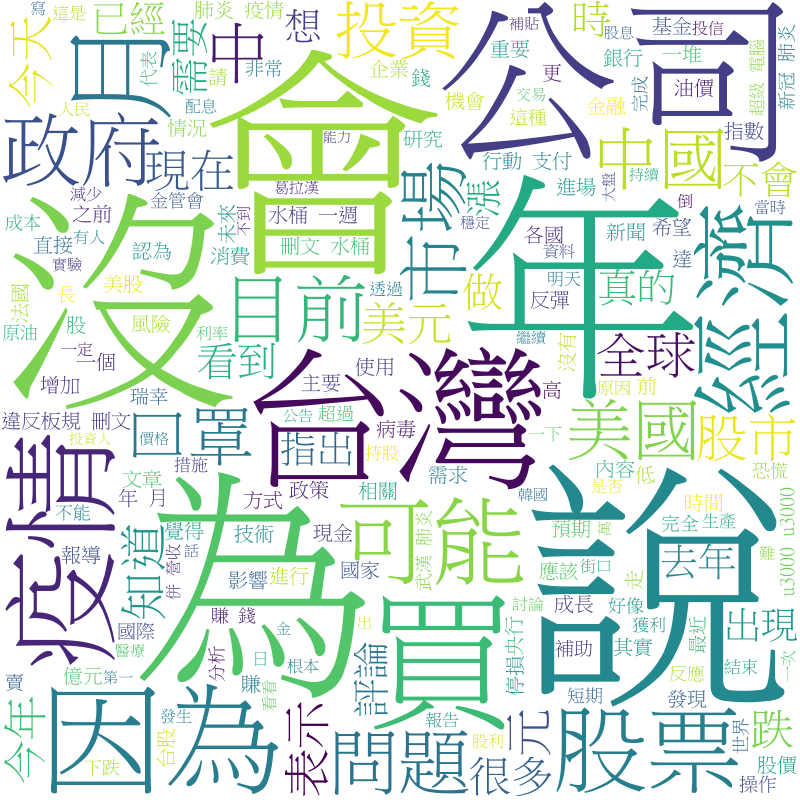 寫
這是
已經
肺炎 疫情
想
投資
補貼
股息
時
基金
投信
一堆
電腦
超級
新冠 肺炎
今天
代表
需要
中
月
會
公司
非常
請
企業
錢
重要
銀行
更
機會
交易
金融
油價
完成
指數
政府
現在
人民
配息
情況
能力
研究
這種
行動 支付
中國
不會
減少
之前
金管會
葛拉漢
市場
漲
進場
大盤
持續
倒
當時
成本
直接
有人
認為
水桶 一週
未來
不到
穩定
各國
新聞
希望
沒
年
經濟
實驗
刪文 水桶
消費
資料
達
法國
長
美股
目前
透過
做
明天
反彈
真的
原油
股
風險
利率
美元
繼續
沒有
一定
一個
看到
台灣
全球
增加
瑞幸
主要
使用
高
原因
前
違反板規 刪文
口罩
公告
超過
病毒
一下
美國
股市
投資人
價格
指出
持股
疫情
文章
措施
需求
內容
低
恐慌
年 月
方式
政策
相關
韓國
是否
時間
不能
覺得
為
可能
說
技術
現金
預期
萬
完全
生產
u3000 u3000
報導
知道
併
營收
話
影響
進行
國家
武漢 肺炎
買
應該
街口
走
去年
難
國際
賺 錢
討論
成長
好像
獲利
出現
醫療
分析
金
出
停損
央行
補助
其實
最近
億元
第一
賺
日
根本
評論
反應
結束
一次
賣
因為
表示
看看
短期
發現
今年
發生
報告
元
股票
跌
台股
問題
股利
很多
世界
股價
下跌
操作